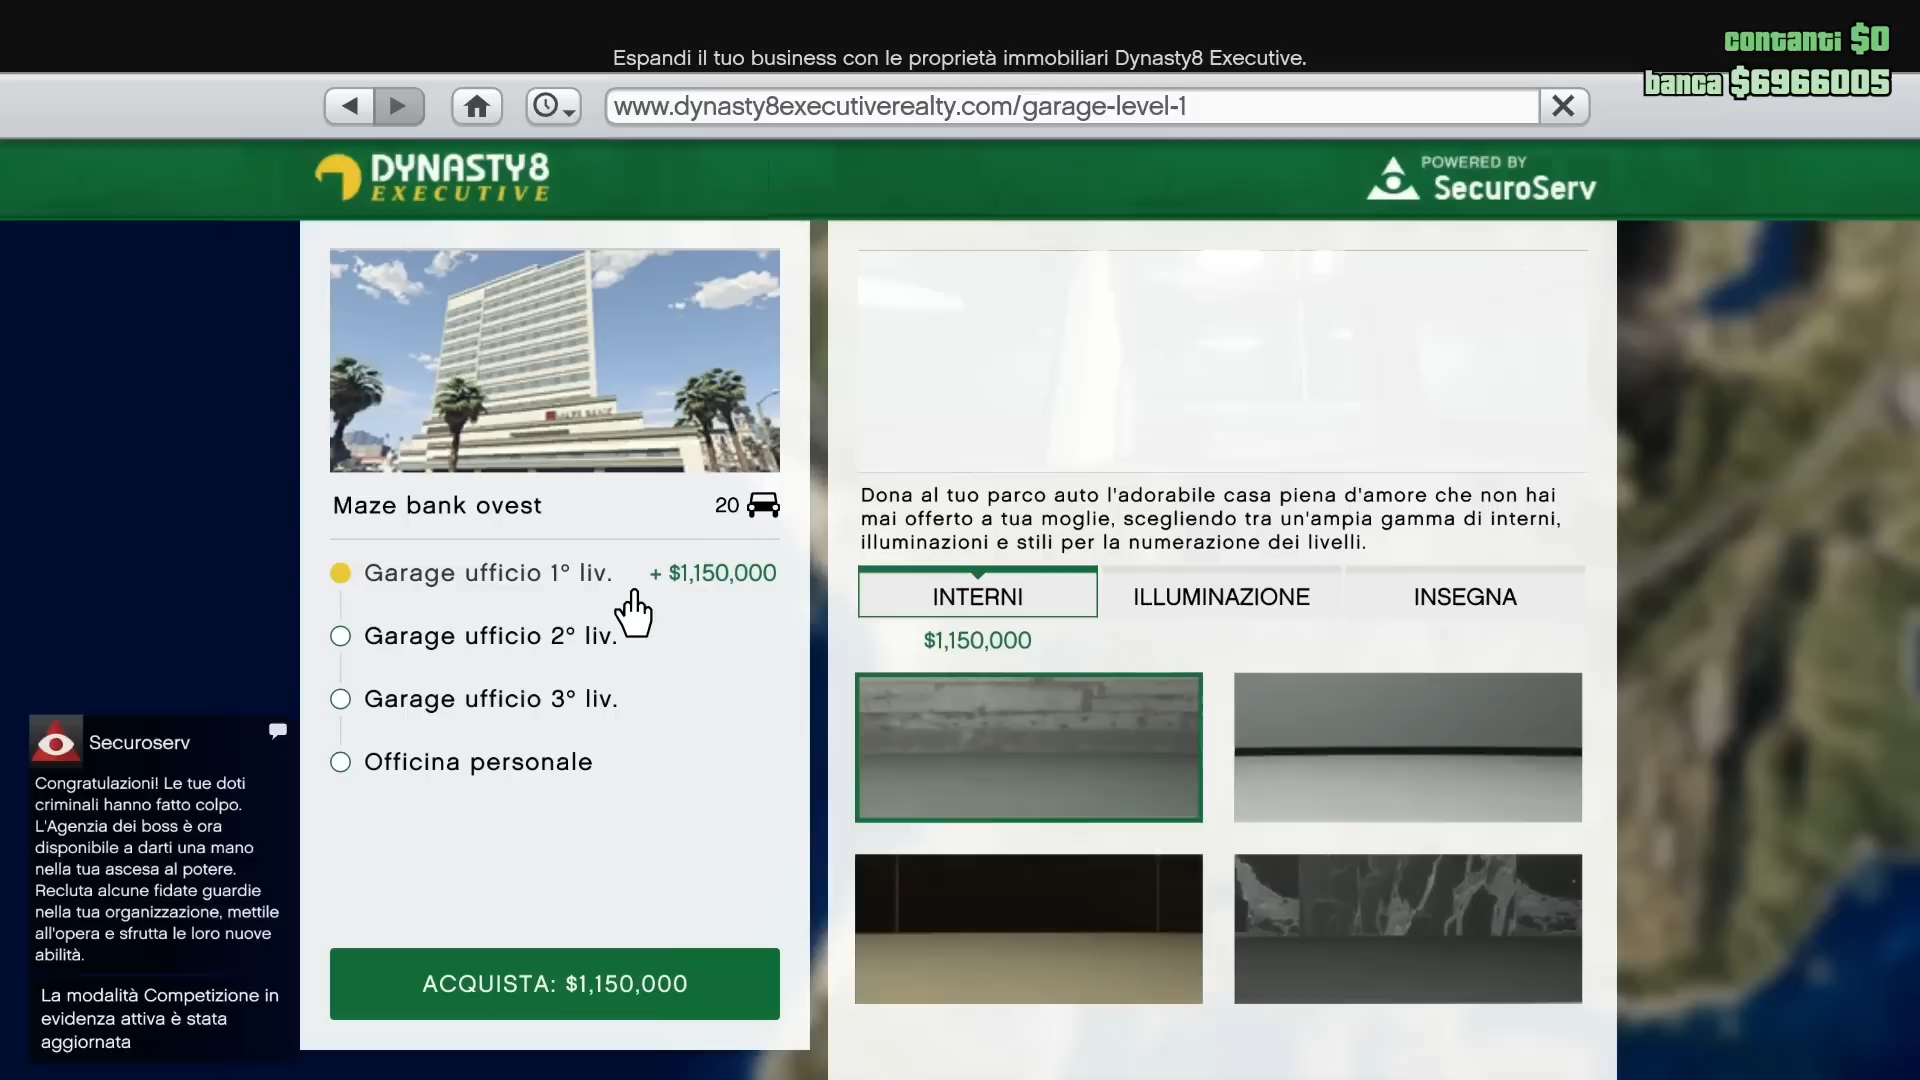 Espandi il tuo business con le proprietà immobiliari Dynasty8 Executive.
contanti $0
banca $6966005
www.dynasty8executiverealty.com/garage-level-1
DYNASTY8
EXECUTIVE
POWERED BY
SecuroServ
MAZE BANK
Maze bank ovest
20
Garage ufficio 1° liv.
+ $1,150,000
Garage ufficio 2° liv.
Garage ufficio 3° liv.
Officina personale
ACQUISTA: $1,150,000
Dona al tuo parco auto l'adorabile casa piena d'amore che non hai
mai offerto a tua moglie, scegliendo tra un'ampia gamma di interni,
illuminazioni e stili per la numerazione dei livelli.
INTERNI
ILLUMINAZIONE
INSEGNA
$1,150,000
Securoserv
Congratulazioni! Le tue doti
criminali hanno fatto colpo.
L'Agenzia dei boss è ora
disponibile a darti una mano
nella tua ascesa al potere.
Recluta alcune fidate guardie
nella tua organizzazione, mettile
all'opera e sfrutta le loro nuove
abilità.
La modalità Competizione in
evidenza attiva è stata
aggiornata